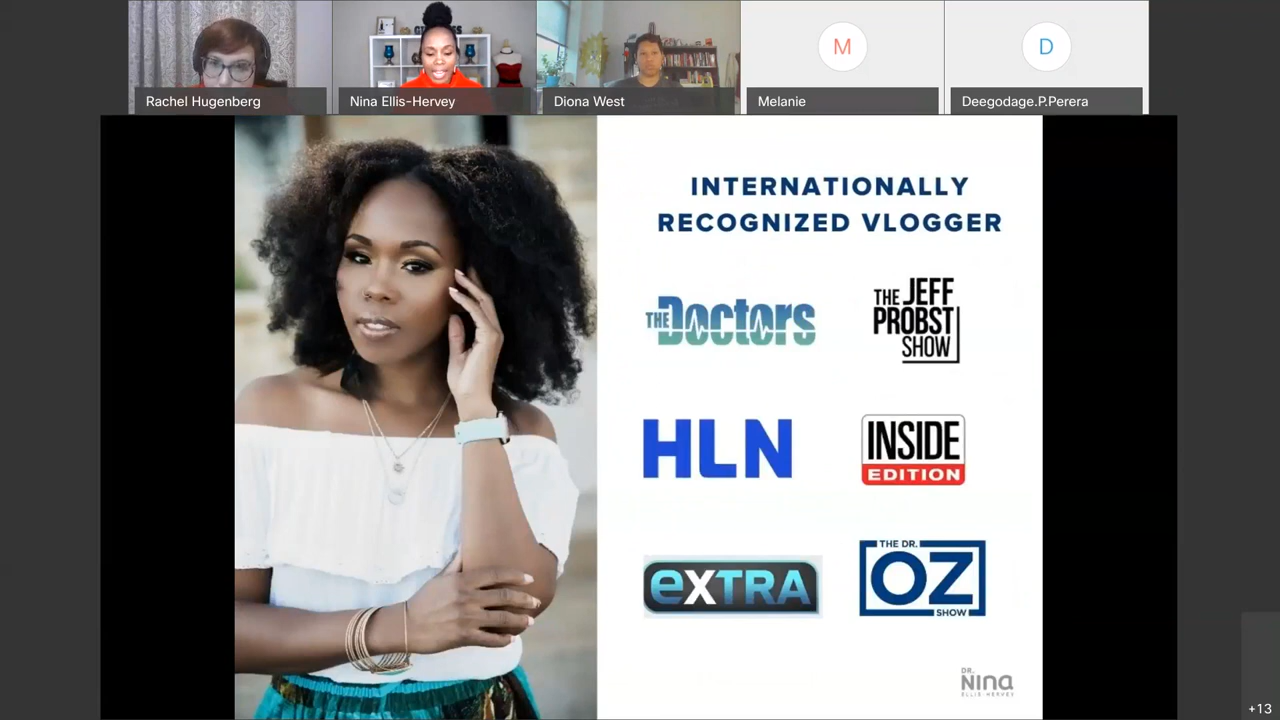 Rachel Hugenberg
Nina Ellis-Hervey
Diona West
M
Melanie
D
Deegodage.P.Perera
INTERNATIONALLY
RECOGNIZED VLOGGER
THE Doctors
THE JEFF
PROBST
SHOW
HLN
INSIDE
EDITION
eXTRA
THE DR.
OZ
SHOW
DR.
Nina
ELLIS-HERVEY
+13